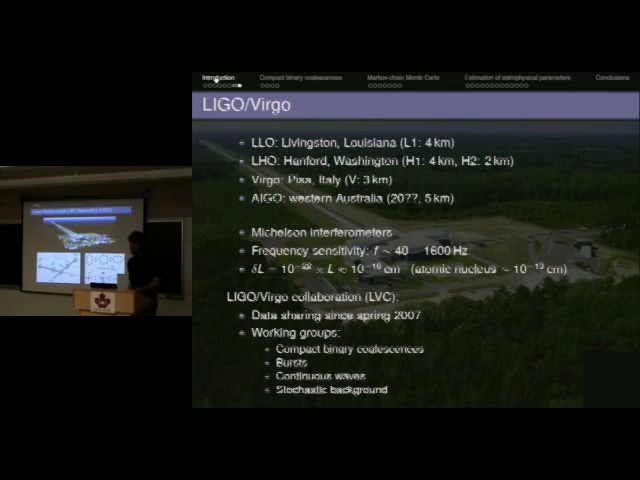 Introduction
Compact binary coalescences
Markov-chain Monte Carlo
Estimation of astrophysical parameters
Conclusions
LIGO/Virgo
LLO: Livingston, Louisiana (L1: 4 km)
LHO: Hanford, Washington (H1: 4 km, H2: 2 km)
Virgo: Pisa, Italy (V: 3 km)
AIGO: western Australia (20??, 5 km)
Michelson interferometers
Frequency sensitivity: f ∼ 40 – 1600 Hz
δL = 10⁻²² × L ≈ 10⁻¹⁶ cm (atomic nucleus ∼ 10⁻¹³ cm)
LIGO/Virgo collaboration (LVC):
Data sharing since spring 2007
Working groups:
Compact binary coalescences
Bursts
Continuous waves
Stochastic background